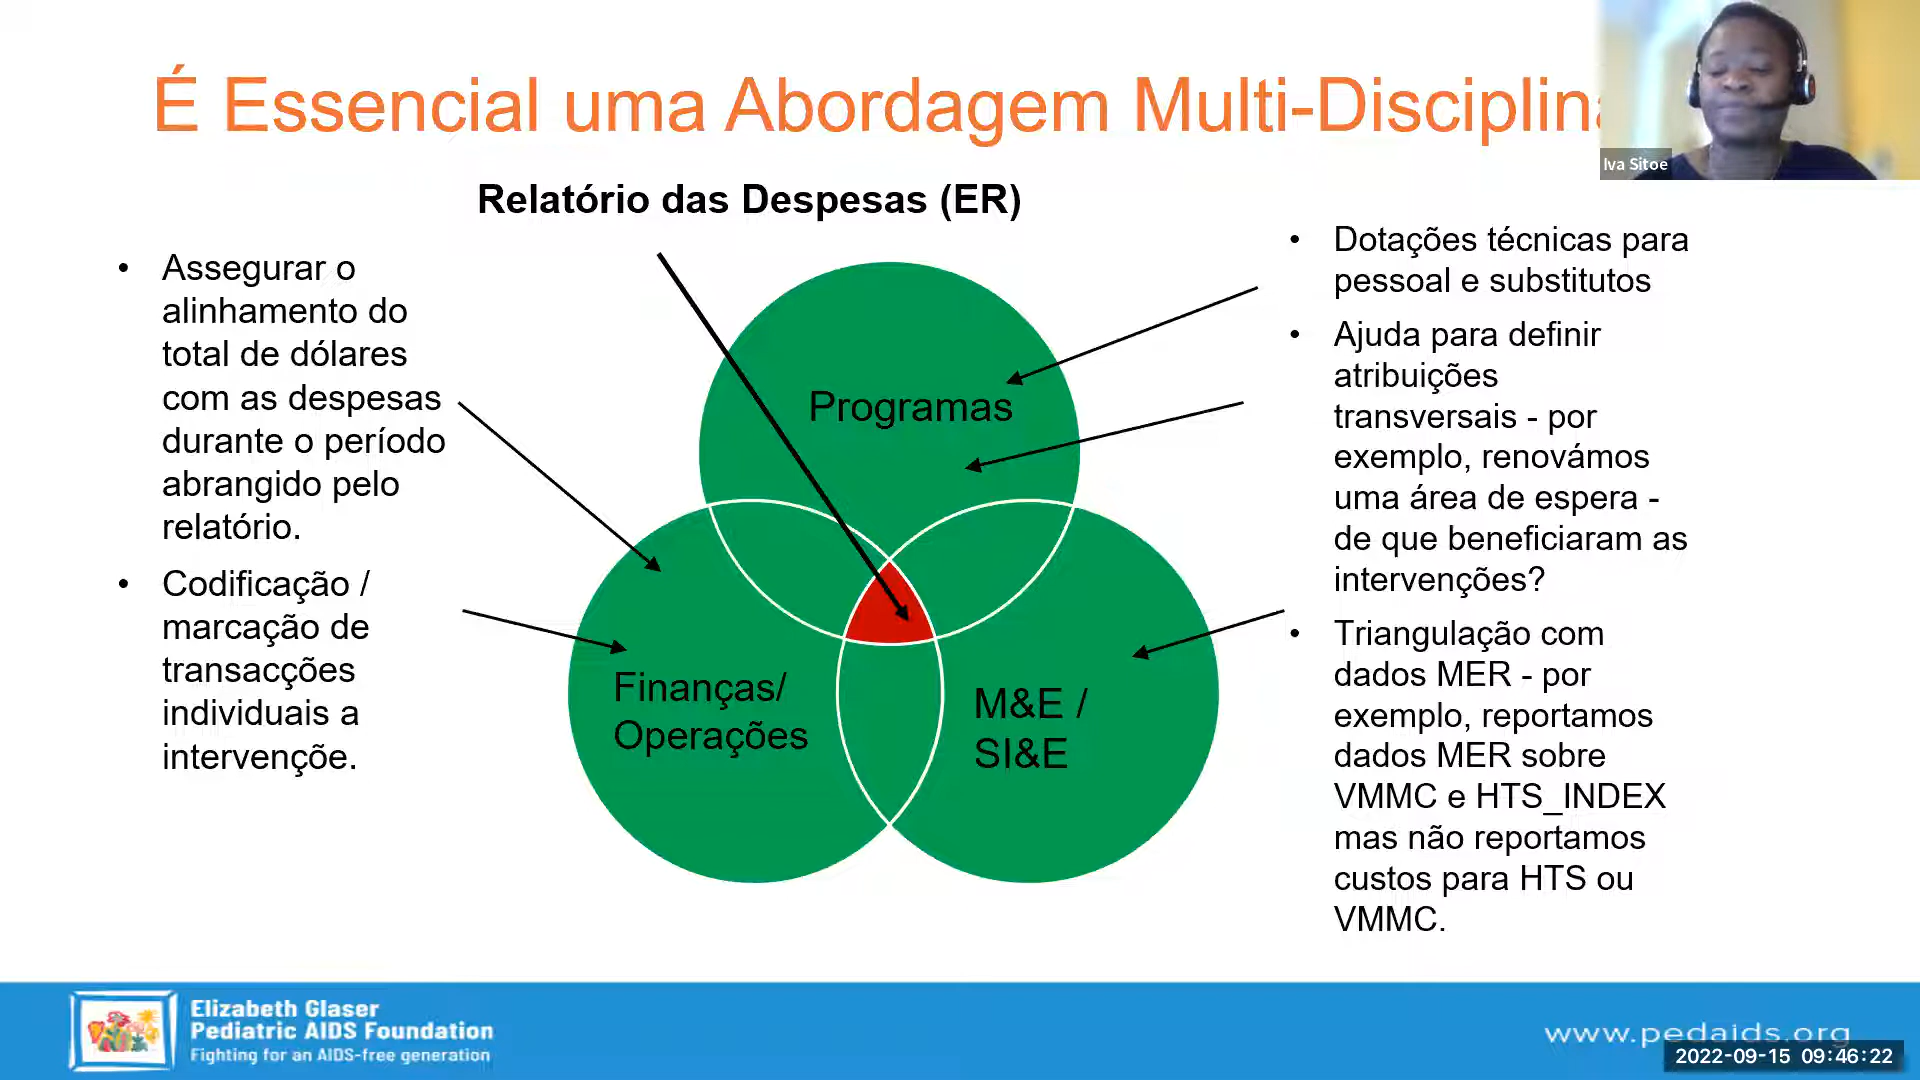 É Essencial uma Abordagem Multi-Disciplina
Iva Sitoe
Relatório das Despesas (ER)
• Assegurar o
alinhamento do
total de dólares
com as despesas
durante o período
abrangido pelo
relatório.
• Codificação /
marcação de
transacções
individuais a
intervençõe.
Programas
Finanças/
Operações
M&E /
SI&E
• Dotações técnicas para
pessoal e substitutos
• Ajuda para definir
atribuições
transversais - por
exemplo, renovámos
uma área de espera -
de que beneficiaram as
intervenções?
• Triangulação com
dados MER - por
exemplo, reportamos
dados MER sobre
VMMC e HTS_INDEX
mas não reportamos
custos para HTS ou
VMMC.
Elizabeth Glaser
Pediatric AIDS Foundation
Fighting for an AIDS-free generation
www.pedaids.org
2022-09-15 09:46:22